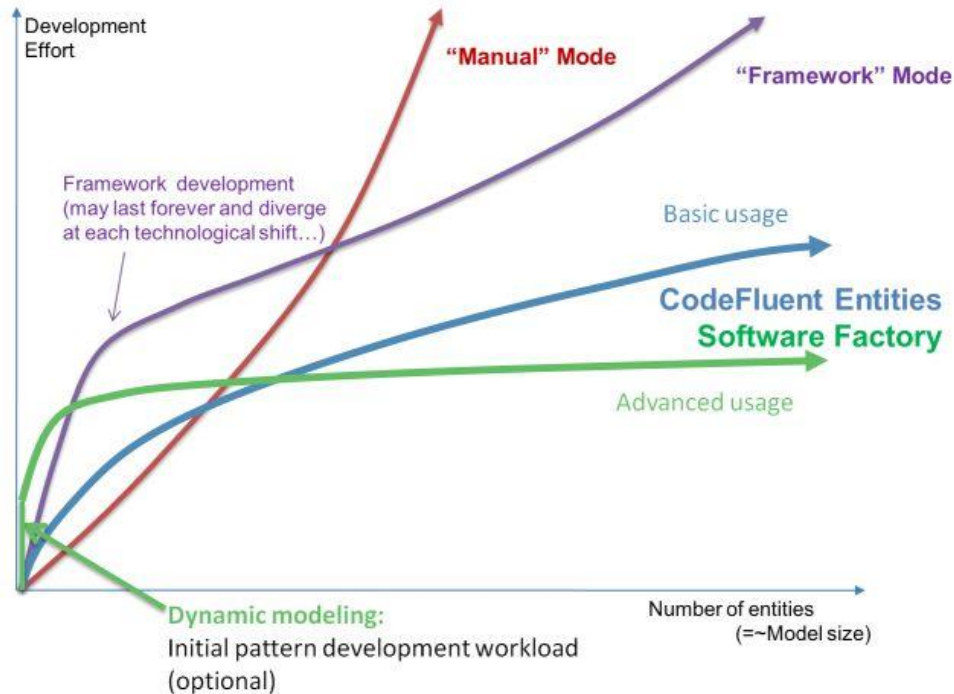 Development
Effort
“Manual” Mode
“Framework” Mode
Framework development
(may last forever and diverge
at each technological shift…)
Basic usage
CodeFluent Entities
Software Factory
Advanced usage
Dynamic modeling:
Initial pattern development workload
(optional)
Number of entities
(=~Model size)